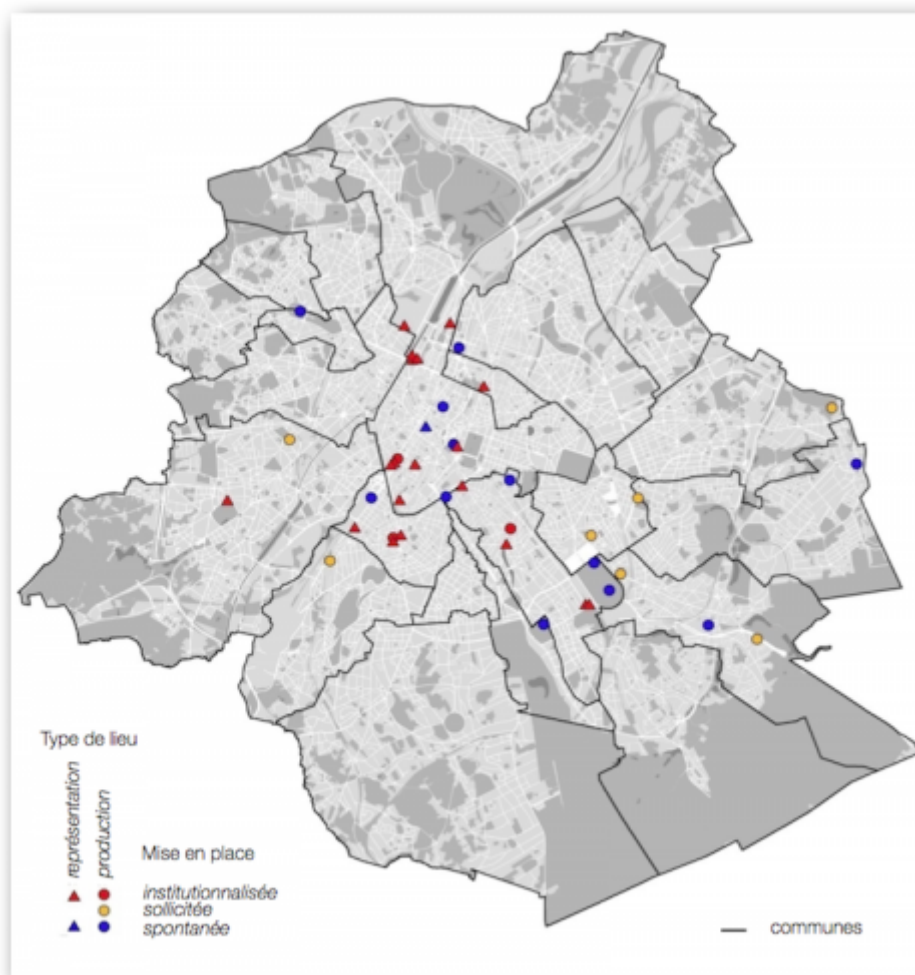 Type de lieu
représentation
production
Mise en place
institutionnalisée
sollicitée
spontanée
communes